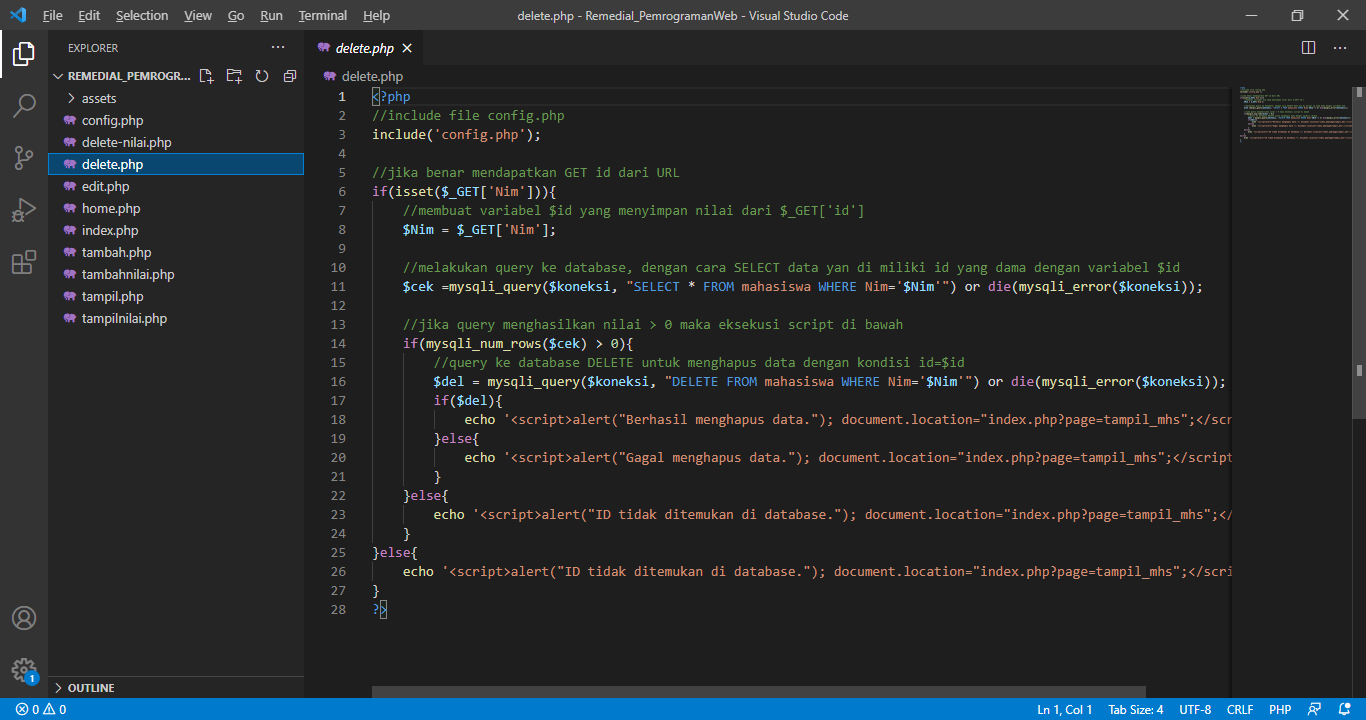 File Edit Selection View Go Run Terminal Help delete.php - Remedial_PemrogramanWeb - Visual Studio Code
EXPLORER
REMEDIAL_PEMROGR...
assets
config.php
delete-nilai.php
delete.php
edit.php
home.php
index.php
tambah.php
tambahnilai.php
tampil.php
tampilnilai.php
OUTLINE
1
delete.php
delete.php
1 <?php
2 //include file config.php
3 include('config.php');
4
5 //jika benar mendapatkan GET id dari URL
6 if(isset($_GET['Nim'])){
7 //membuat variabel $id yang menyimpan nilai dari $_GET['id']
8 $Nim = $_GET['Nim'];
9
10 //melakukan query ke database, dengan cara SELECT data yan di miliki id yang dama dengan variabel $id
11 $cek =mysqli_query($koneksi, "SELECT * FROM mahasiswa WHERE Nim='$Nim'") or die(mysqli_error($koneksi));
12
13 //jika query menghasilkan nilai > 0 maka eksekusi script di bawah
14 if(mysqli_num_rows($cek) > 0){
15 //query ke database DELETE untuk menghapus data dengan kondisi id=$id
16 $del = mysqli_query($koneksi, "DELETE FROM mahasiswa WHERE Nim='$Nim'") or die(mysqli_error($koneksi));
17 if($del){
18 echo '<script>alert("Berhasil menghapus data."); document.location="index.php?page=tampil_mhs";</scr
19 }else{
20 echo '<script>alert("Gagal menghapus data."); document.location="index.php?page=tampil_mhs";</script
21 }
22 }else{
23 echo '<script>alert("ID tidak ditemukan di database."); document.location="index.php?page=tampil_mhs";</
24 }
25 }else{
26 echo '<script>alert("ID tidak ditemukan di database."); document.location="index.php?page=tampil_mhs";</scri
27 }
28 ?>
0 0 Ln 1, Col 1 Tab Size: 4 UTF-8 CRLF PHP